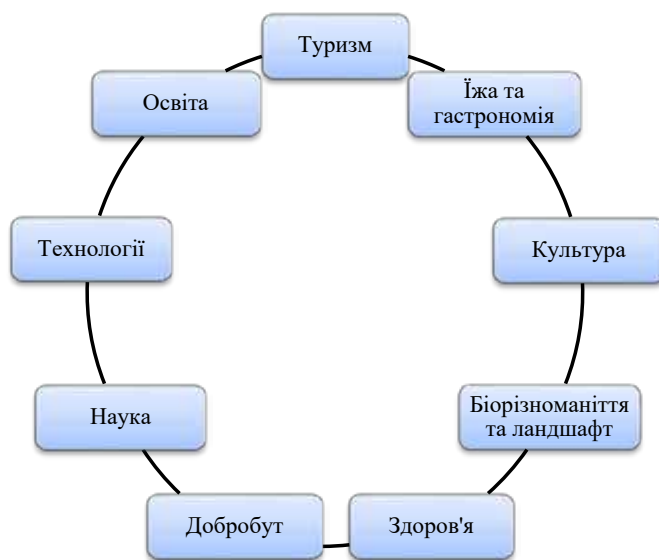 Туризм
Їжа та
гастрономія
Культура
Біорізноманіття
та ландшафт
Здоров'я
Добробут
Наука
Технології
Освіта